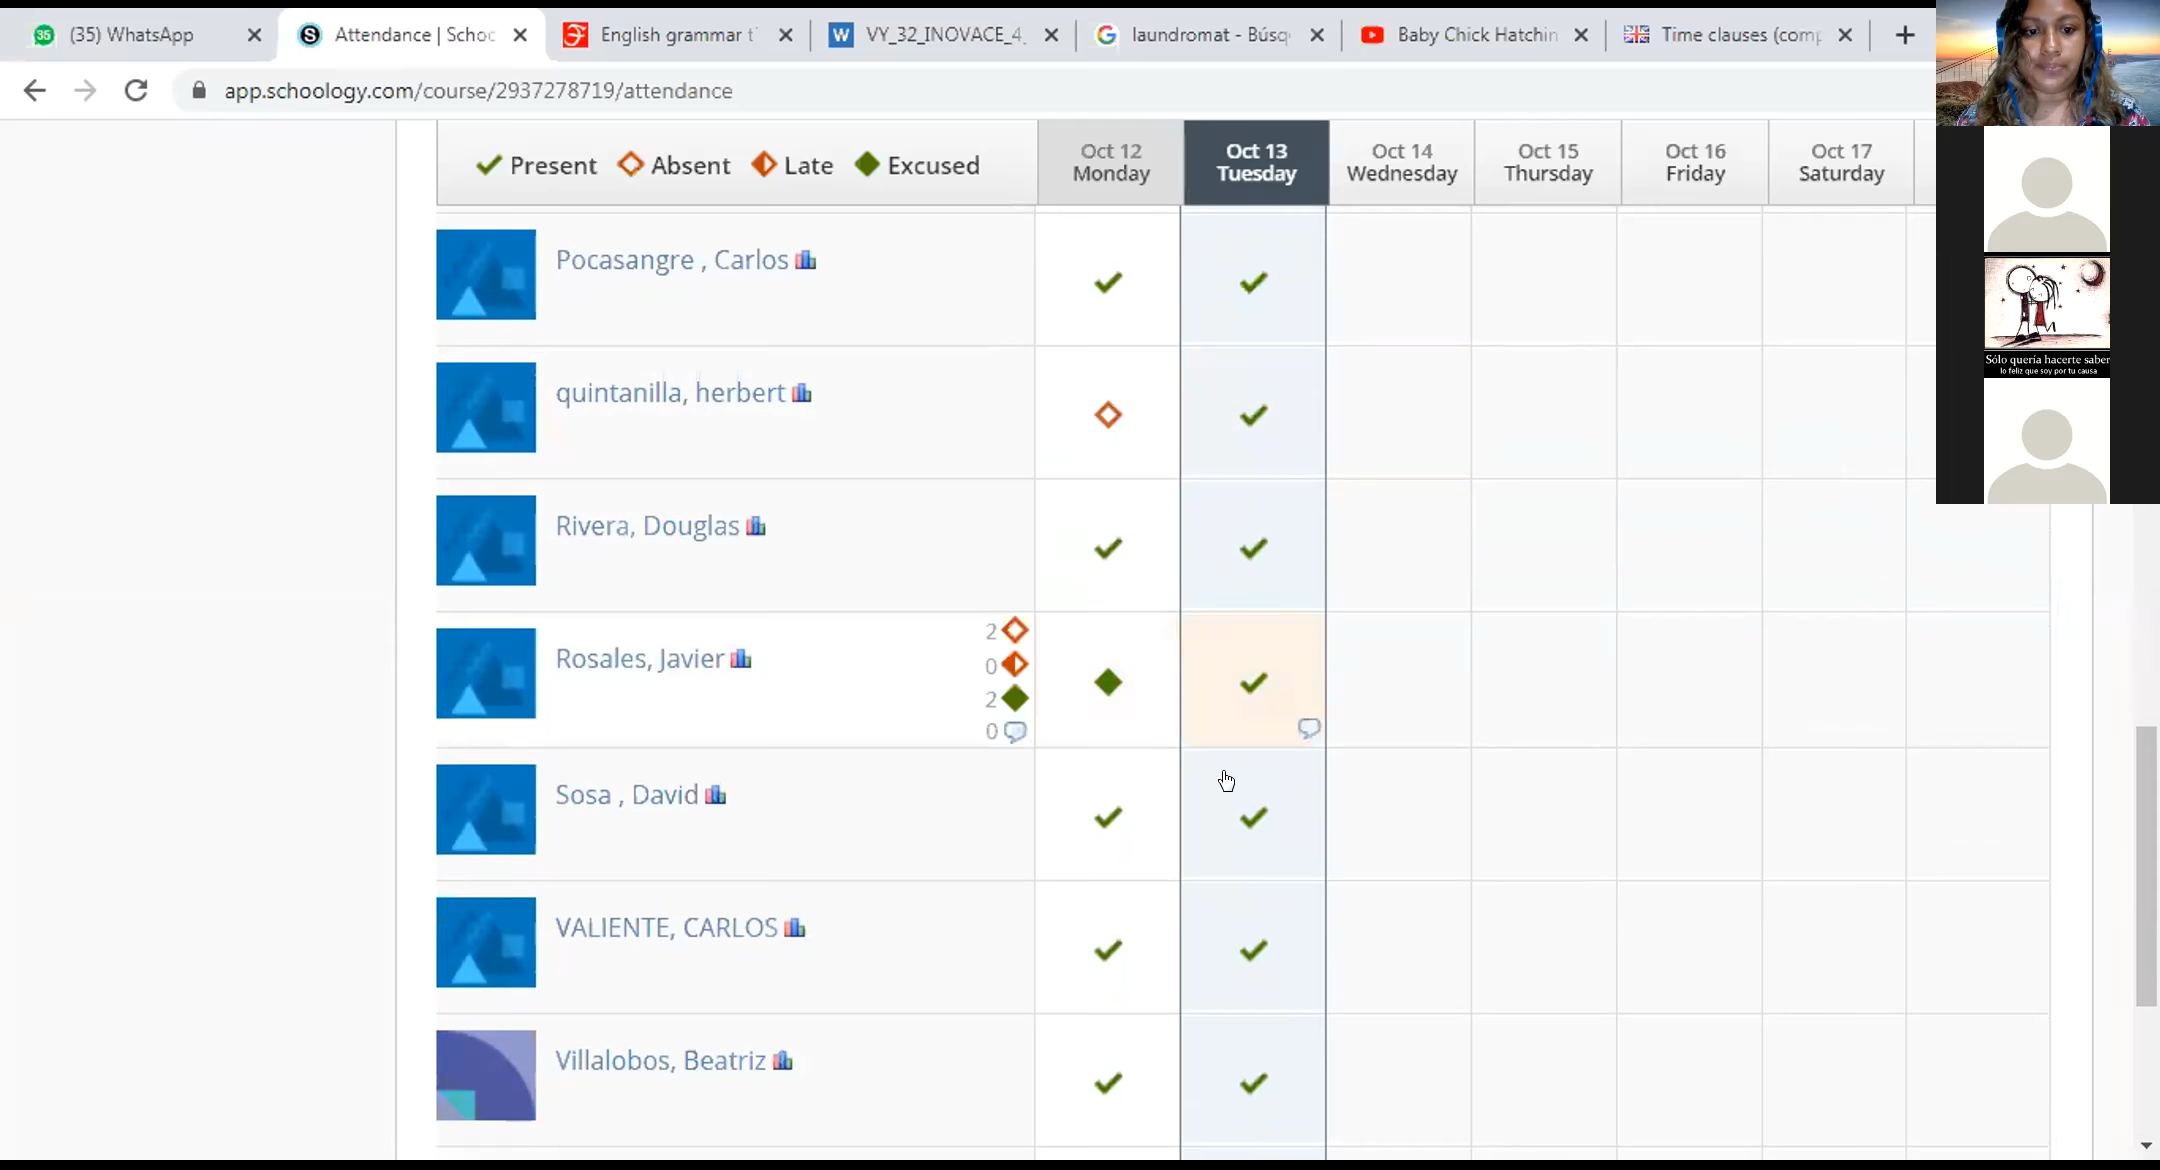 35 (35) WhatsApp
S Attendance | Schoo
English grammar t
W VY_32_INOVACE_4_
G laundromat - Búsq
Baby Chick Hatchin
Time clauses (comp
app.schoology.com/course/2937278719/attendance
Present Absent Late Excused
Oct 12 Monday
Oct 13 Tuesday
Oct 14 Wednesday
Oct 15 Thursday
Oct 16 Friday
Oct 17 Saturday
Pocasangre , Carlos
quintanilla, herbert
Rivera, Douglas
Rosales, Javier
2
0
2
0
Sosa , David
VALIENTE, CARLOS
Villalobos, Beatriz
Sólo quería hacerte saber
lo feliz que soy por tu causa